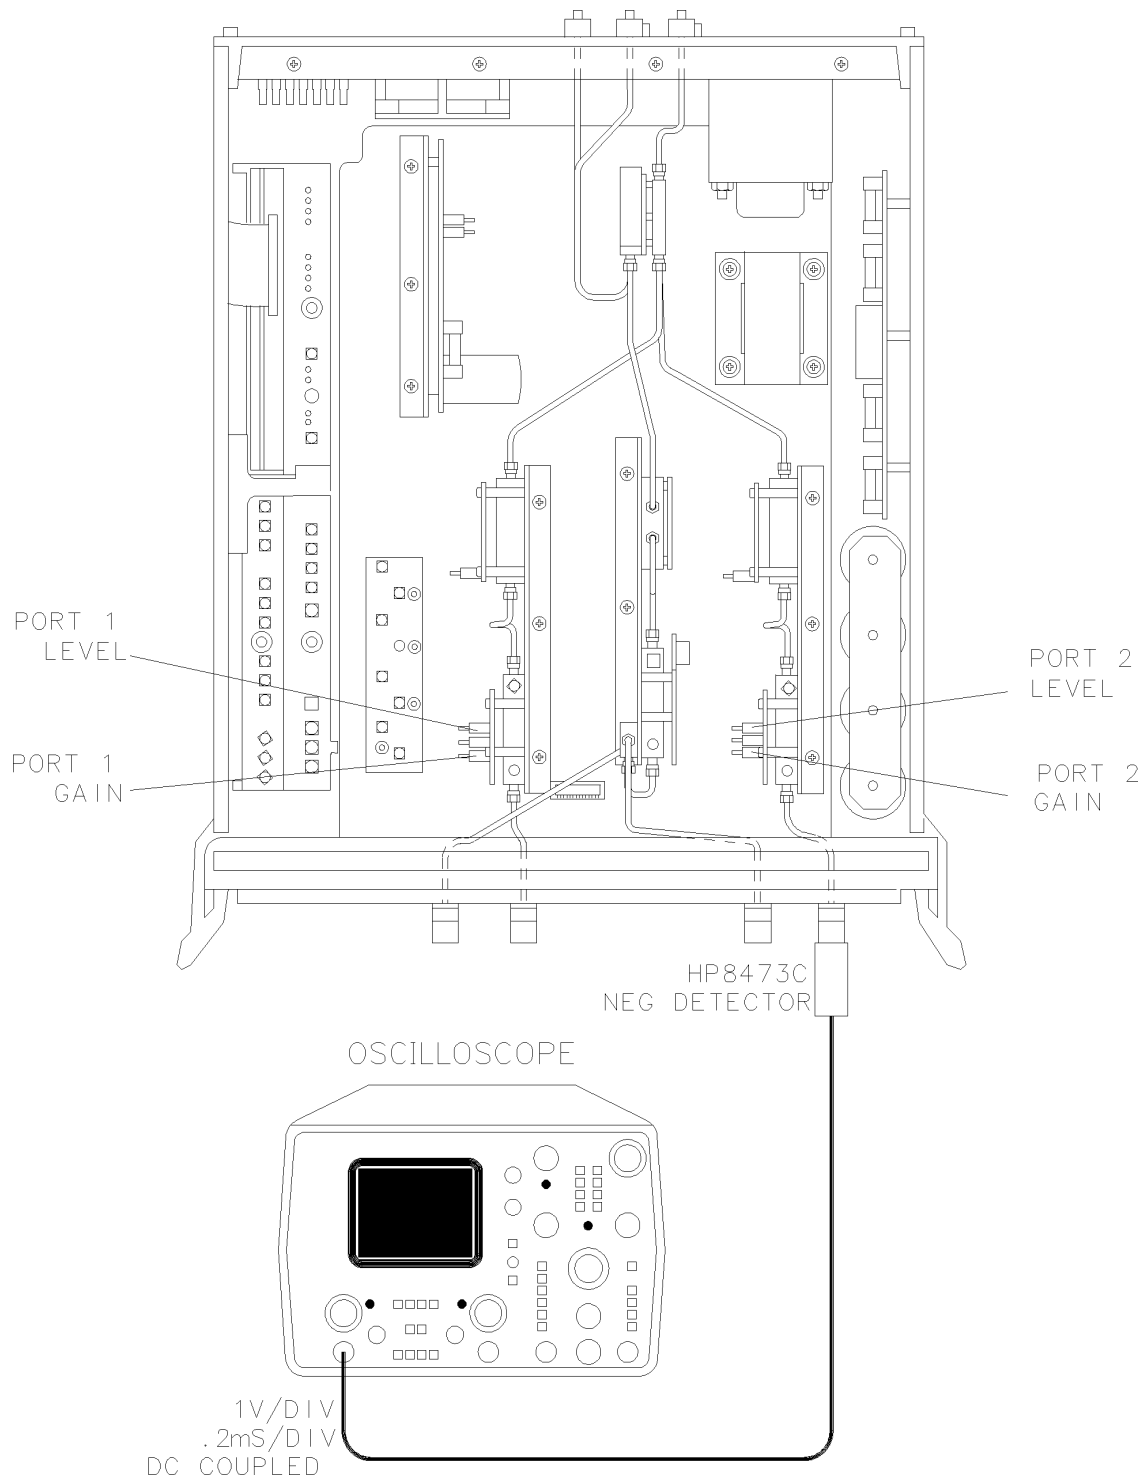 PORT 1
LEVEL
PORT 1
GAIN
PORT 2
LEVEL
PORT 2
GAIN
HP8473C
NEG DETECTOR
OSCILLOSCOPE
1V/DIV
.2mS/DIV
DC COUPLED